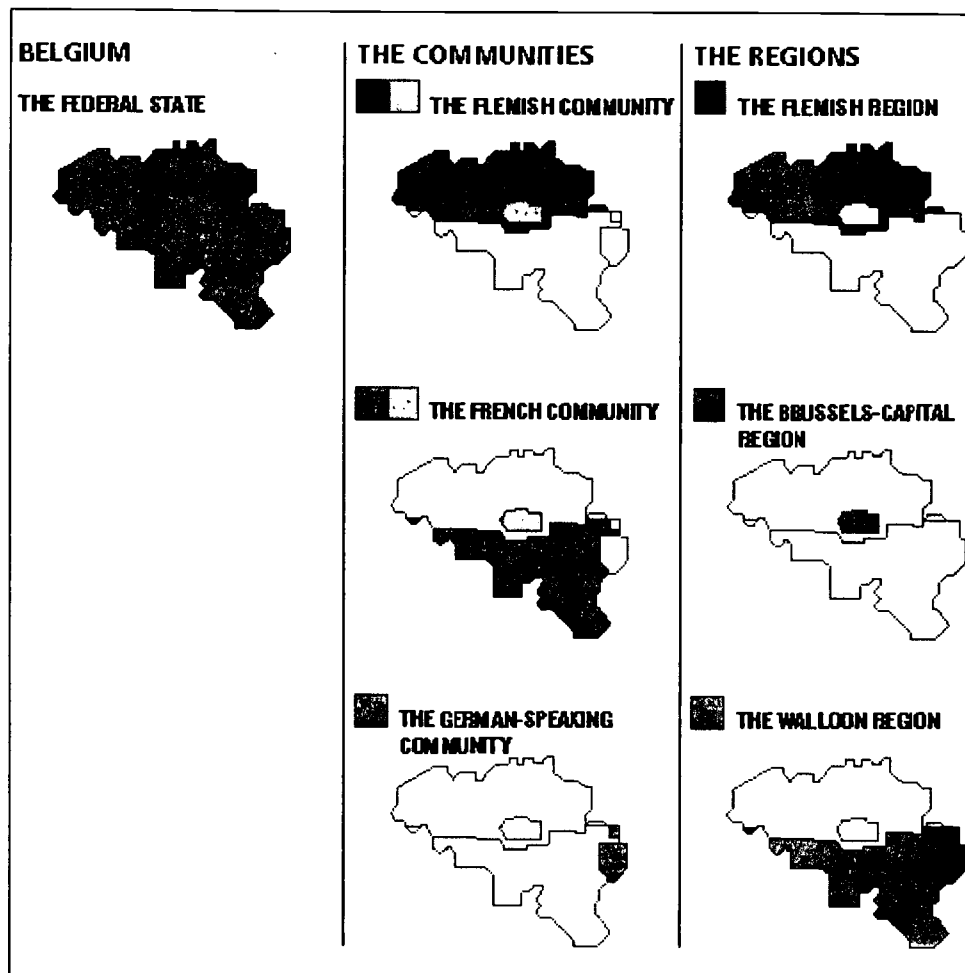 BELGIUM
THE FEDERAL STATE
THE COMMUNITIES
THE FLEMISH COMMUNITY
THE FRENCH COMMUNITY
THE GERMAN-SPEAKING
COMMUNITY
THE REGIONS
THE FLEMISH REGION
THE BRUSSELS-CAPITAL
REGION
THE WALLOON REGION